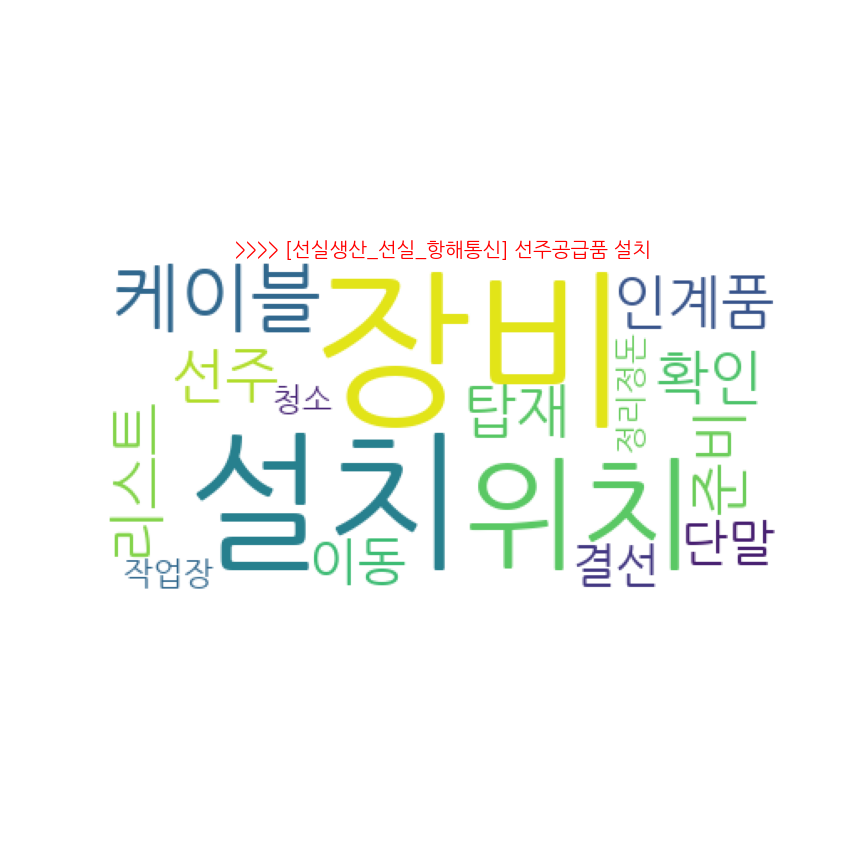 >>>> [선실생산_선실_항해통신] 선주공급품 설치
케이블
장비
인계품
선주
청소
탑재
정리정돈
확인
리스트
설치
위치
준비
작업장
이동
결선
단말